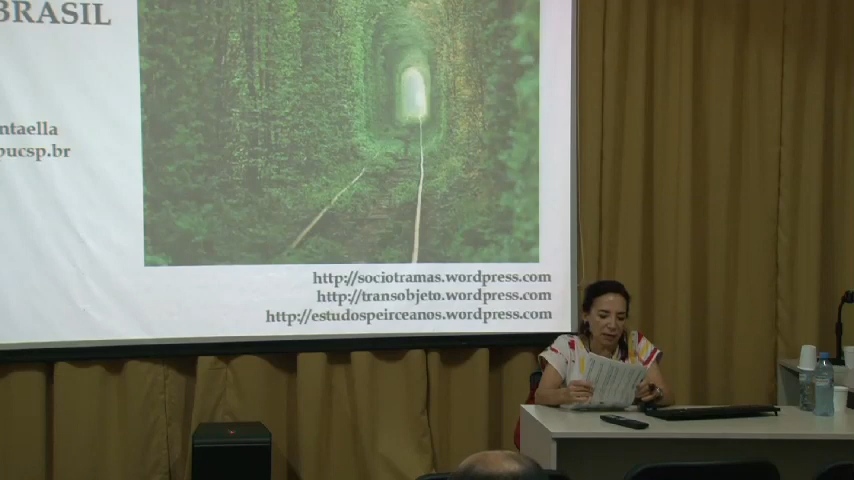 BRASIL
ntaella
pucsp.br
http://sociotramas.wordpress.com
http://transobjeto.wordpress.com
http://estudospeirceanos.wordpress.com